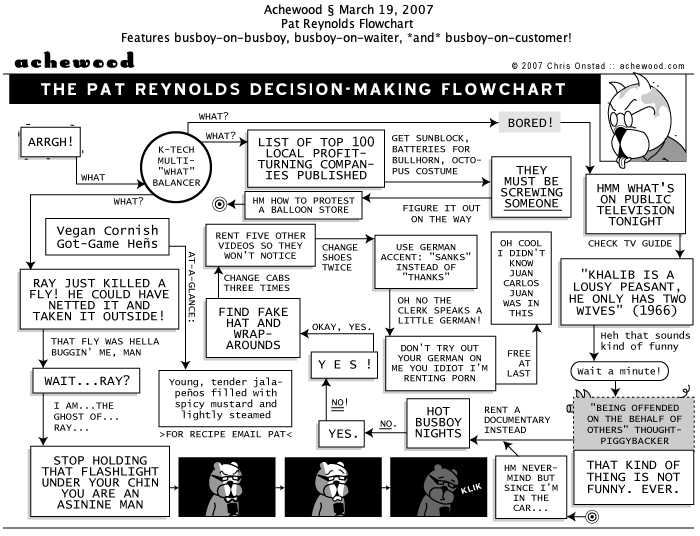 Achewood § March 19, 2007
Pat Reynolds Flowchart
Features busboy-on-busboy, busboy-on-waiter, *and* busboy-on-customer!
achewood
© 2007 Chris Onstad :: achewood.com
THE PAT REYNOLDS DECISION-MAKING FLOWCHART
ARRGH!
WHAT
K-TECH
MULTI-
"WHAT"
BALANCER
WHAT?
WHAT?
WHAT?
BORED!
LIST OF TOP 100
LOCAL PROFIT-
TURNING COMPAN-
IES PUBLISHED
GET SUNBLOCK,
BATTERIES FOR
BULLHORN, OCTO-
PUS COSTUME
THEY
MUST BE
SCREWING
SOMEONE
FIGURE IT OUT
ON THE WAY
HM HOW TO PROTEST
A BALLOON STORE
HMM WHAT'S
ON PUBLIC
TELEVISION
TONIGHT
CHECK TV GUIDE
"KHALIB IS A
LOUSY PEASANT,
HE ONLY HAS TWO
WIVES" (1966)
Heh that sounds
kind of funny
Wait a minute!
"BEING OFFENDED
ON THE BEHALF OF
OTHERS" THOUGHT-
PIGGYBACKER
THAT KIND OF
THING IS NOT
FUNNY. EVER.
Vegan Cornish
Got-Game Heñs
AT-A-GLANCE:
Young, tender jala-
peños filled with
spicy mustard and
lightly steamed
>FOR RECIPE EMAIL PAT<
RAY JUST KILLED A
FLY! HE COULD HAVE
NETTED IT AND
TAKEN IT OUTSIDE!
THAT FLY WAS HELLA
BUGGIN' ME, MAN
WAIT...RAY?
I AM...THE
GHOST OF...
RAY...
STOP HOLDING
THAT FLASHLIGHT
UNDER YOUR CHIN
YOU ARE AN
ASININE MAN
KLIK
HM NEVER-
MIND BUT
SINCE I'M
IN THE
CAR...
RENT A
DOCUMENTARY
INSTEAD
HOT
BUSBOY
NIGHTS
NO.
YES.
NO!
YES!
OKAY, YES.
FIND FAKE
HAT AND
WRAP-
AROUNDS
CHANGE CABS
THREE TIMES
RENT FIVE OTHER
VIDEOS SO THEY
WON'T NOTICE
CHANGE
SHOES
TWICE
USE GERMAN
ACCENT: "SANKS"
INSTEAD OF
"THANKS"
OH NO THE
CLERK SPEAKS A
LITTLE GERMAN!
DON'T TRY OUT
YOUR GERMAN ON
ME YOU IDIOT I'M
RENTING PORN
FREE
AT
LAST
OH COOL
I DIDN'T
KNOW
JUAN
CARLOS
JUAN
WAS IN
THIS